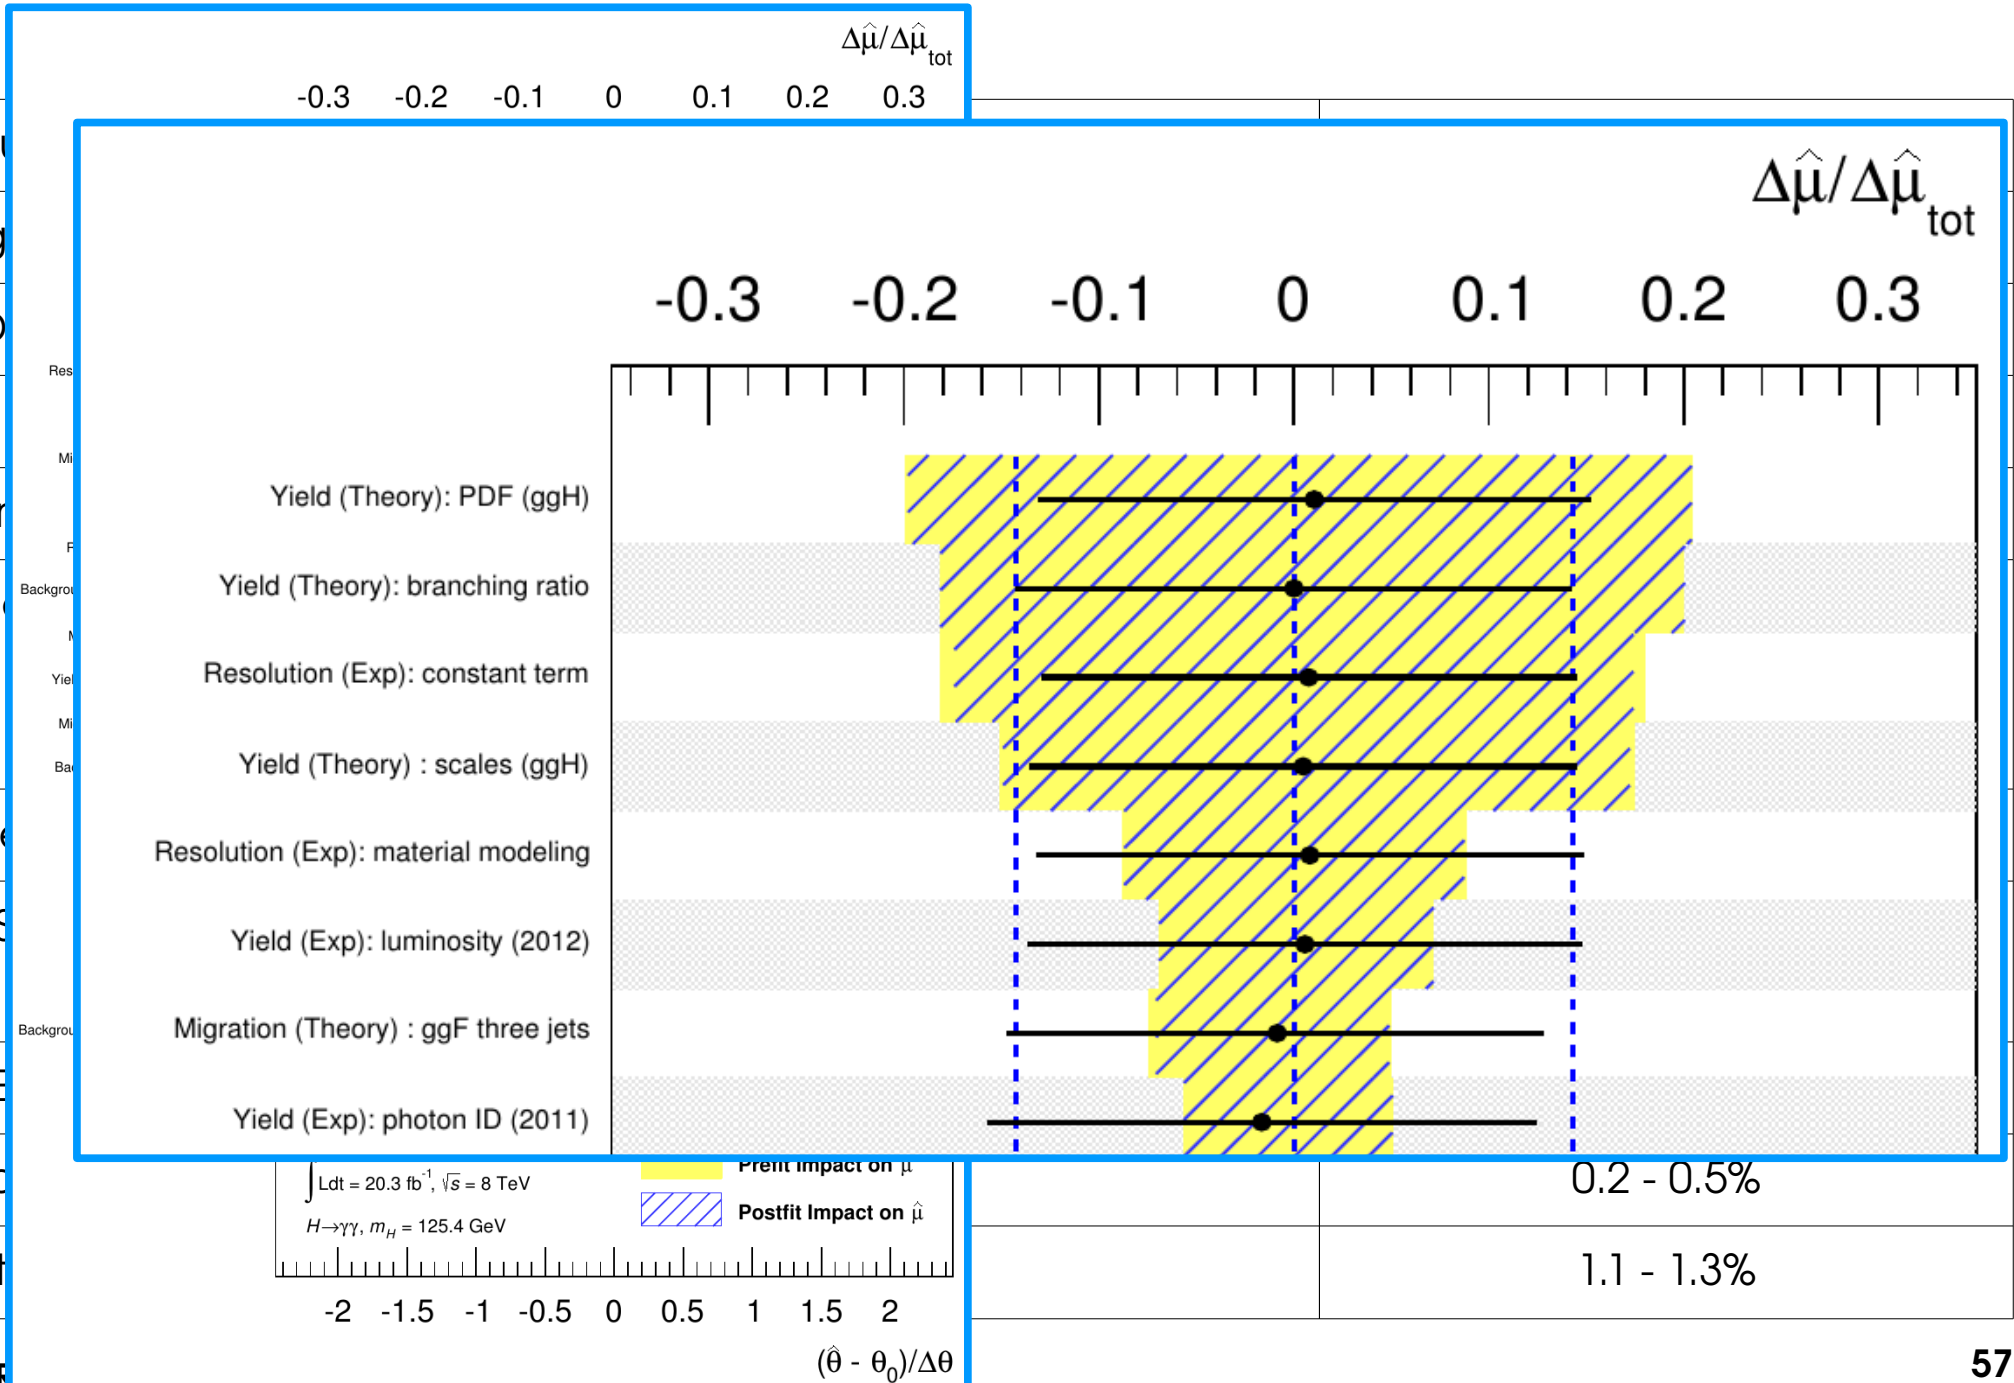 Δμ̂/Δμ̂tot
-0.3 -0.2 -0.1 0 0.1 0.2 0.3
Δμ̂/Δμ̂tot
-0.3 -0.2 -0.1 0 0.1 0.2 0.3
Yield (Theory): PDF (ggH)
Yield (Theory): branching ratio
Resolution (Exp): constant term
Yield (Theory) : scales (ggH)
Resolution (Exp): material modeling
Yield (Exp): luminosity (2012)
Migration (Theory) : ggF three jets
Yield (Exp): photon ID (2011)
Res
Mi
Backgrou
Yiel
Mi
Bac
Backgrou
Prefit Impact on μ̂
∫Ldt = 20.3 fb⁻¹, √s = 8 TeV
Postfit Impact on μ̂
H→γγ, mH = 125.4 GeV
-2 -1.5 -1 -0.5 0 0.5 1 1.5 2
(θ̂ - θ0)/Δθ
0.2 - 0.5%
1.1 - 1.3%
57